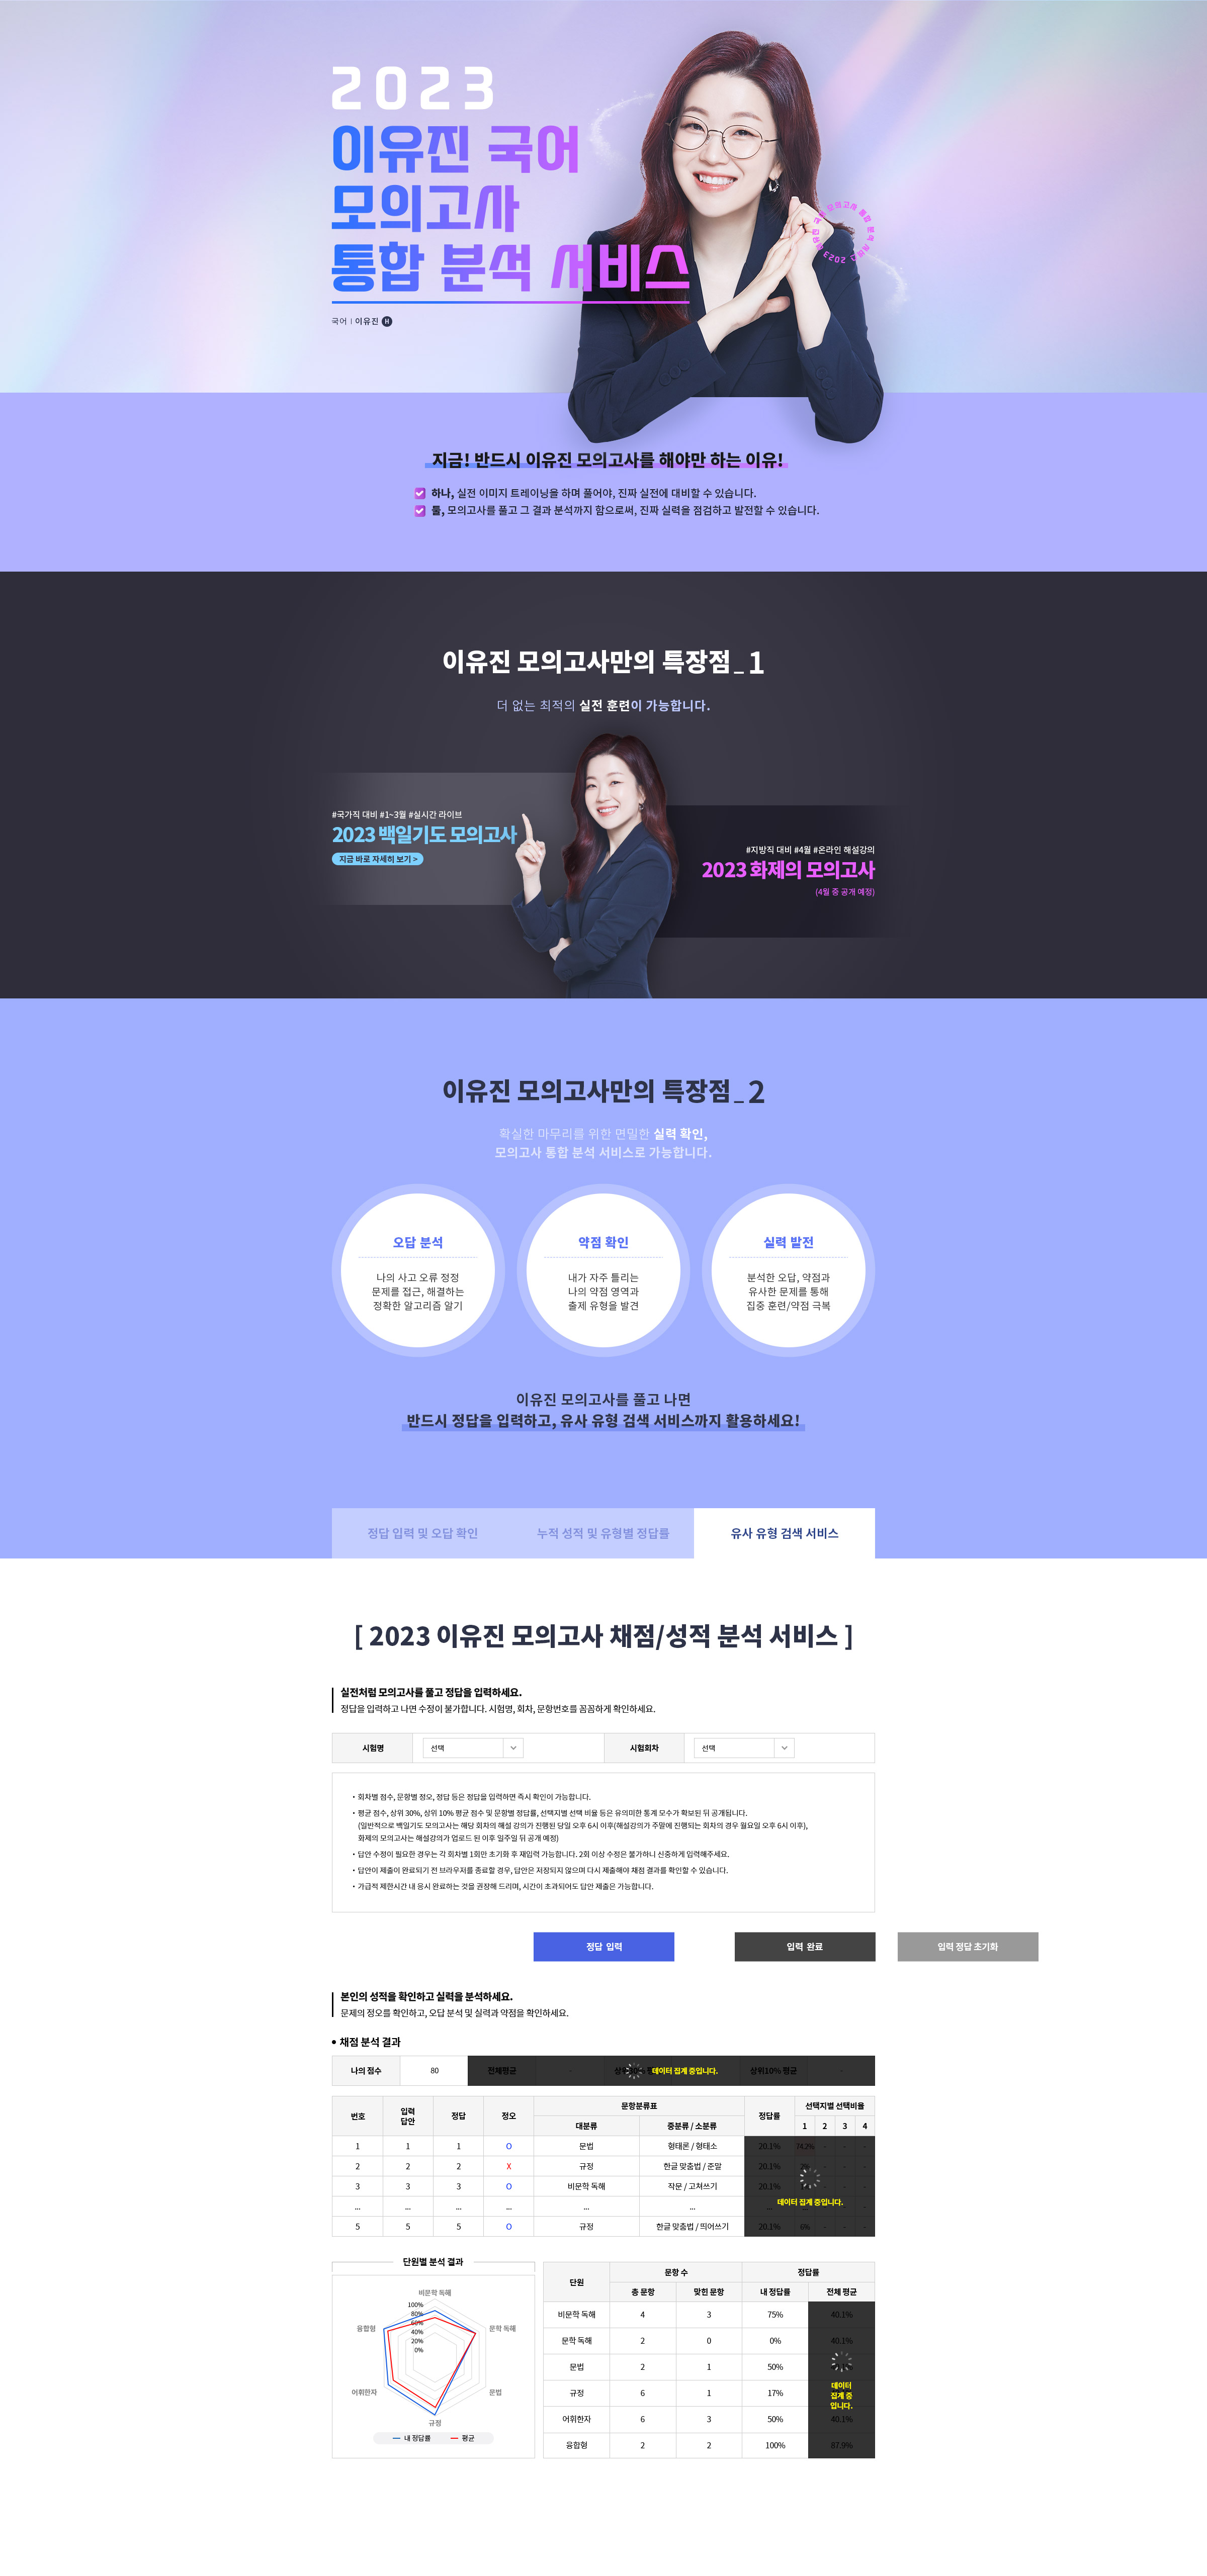 2023
이유진 국어
모의고사
통합 분석 서비스
국어 | 이유진 H
지금! 반드시 이유진 모의고사를 해야만 하는 이유!
하나, 실전 이미지 트레이닝을 하며 풀어야, 진짜 실전에 대비할 수 있습니다.
둘, 모의고사를 풀고 그 결과 분석까지 함으로써, 진짜 실력을 점검하고 발전할 수 있습니다.
이유진 모의고사만의 특장점_1
더 없는 최적의 실전 훈련이 가능합니다.
#국가직 대비 #1~3월 #실시간 라이브
2023 백일기도 모의고사
지금 바로 자세히 보기 >
#지방직 대비 #4월 #온라인 해설강의
2023 화제의 모의고사
(4월 중 공개 예정)
이유진 모의고사만의 특장점_2
확실한 마무리를 위한 면밀한 실력 확인,
모의고사 통합 분석 서비스로 가능합니다.
오답 분석
나의 사고 오류 정정
문제를 접근, 해결하는
정확한 알고리즘 알기
약점 확인
내가 자주 틀리는
나의 약점 영역과
출제 유형을 발견
실력 발전
분석한 오답, 약점과
유사한 문제를 통해
집중 훈련/약점 극복
이유진 모의고사를 풀고 나면
반드시 정답을 입력하고, 유사 유형 검색 서비스까지 활용하세요!
정답 입력 및 오답 확인 누적 성적 및 유형별 정답률 유사 유형 검색 서비스
[ 2023 이유진 모의고사 채점/성적 분석 서비스 ]
실전처럼 모의고사를 풀고 정답을 입력하세요.
정답을 입력하고 나면 수정이 불가합니다. 시험명, 회차, 문항번호를 꼼꼼하게 확인하세요.
시험명 선택 시험회차 선택
• 회차별 점수, 문항별 정오, 정답 등은 정답을 입력하면 즉시 확인이 가능합니다.
• 평균 점수, 상위 30%, 상위 10% 평균 점수 및 문항별 정답률, 선택지별 선택 비율 등은 유의미한 통계 모수가 확보된 뒤 공개됩니다.
(일반적으로 백일기도 모의고사는 해당 회차의 해설 강의가 진행된 당일 오후 6시 이후(해설강의가 주말에 진행되는 회차의 경우 월요일 오후 6시 이후),
화제의 모의고사는 해설강의가 업로드 된 이후 일주일 뒤 공개 예정)
• 답안 수정이 필요한 경우는 각 회차별 1회만 초기화 후 재입력 가능합니다. 2회 이상 수정은 불가하니 신중하게 입력해주세요.
• 답안이 제출이 완료되기 전 브라우저를 종료할 경우, 답안은 저장되지 않으며 다시 제출해야 채점 결과를 확인할 수 있습니다.
• 가급적 제한시간 내 응시 완료하는 것을 권장해 드리며, 시간이 초과되어도 답안 제출은 가능합니다.
정답 입력 입력 완료 입력 정답 초기화
본인의 성적을 확인하고 실력을 분석하세요.
문제의 정오를 확인하고, 오답 분석 및 실력과 약점을 확인하세요.
• 채점 분석 결과
나의 점수 80 전체평균 데이터 집계 중입니다. 상위10% 평균
번호 입력 답안 정답 정오 문항분류표 정답률 선택지별 선택비율
대분류 중분류 / 소분류 1 2 3 4
1 1 1 O 문법 형태론 / 형태소 20.1% 74.2% - - -
2 2 2 X 규정 한글 맞춤법 / 준말 20.1% - - -
3 3 3 O 비문학 독해 작문 / 고쳐쓰기 20.1% - - -
데이터 집계 중입니다.
... ... ... ... ... ...
5 5 5 O 규정 한글 맞춤법 / 띄어쓰기 20.1% 6% - - -
단원별 분석 결과
비문학 독해
100%
80%
60%
40%
20%
0%
융합형
문학 독해
어휘한자
문법
규정
내 정답률 평균
단원 문항 수 정답률
총 문항 맞힌 문항 내 정답률 전체 평균
비문학 독해 4 3 75% 40.1%
문학 독해 2 0 0% 40.1%
문법 2 1 50%
규정 6 1 17%
데이터
집계 중
입니다.
어휘한자 6 3 50% 40.1%
융합형 2 2 100% 87.9%